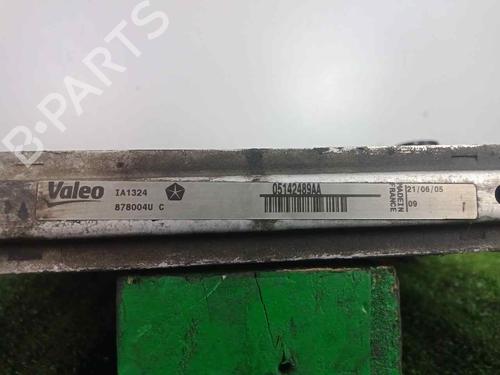 B-PARTS
Valeo
IA1324
878004U C
05142489AA
MADE IN
FRANCE
21/06/05
09